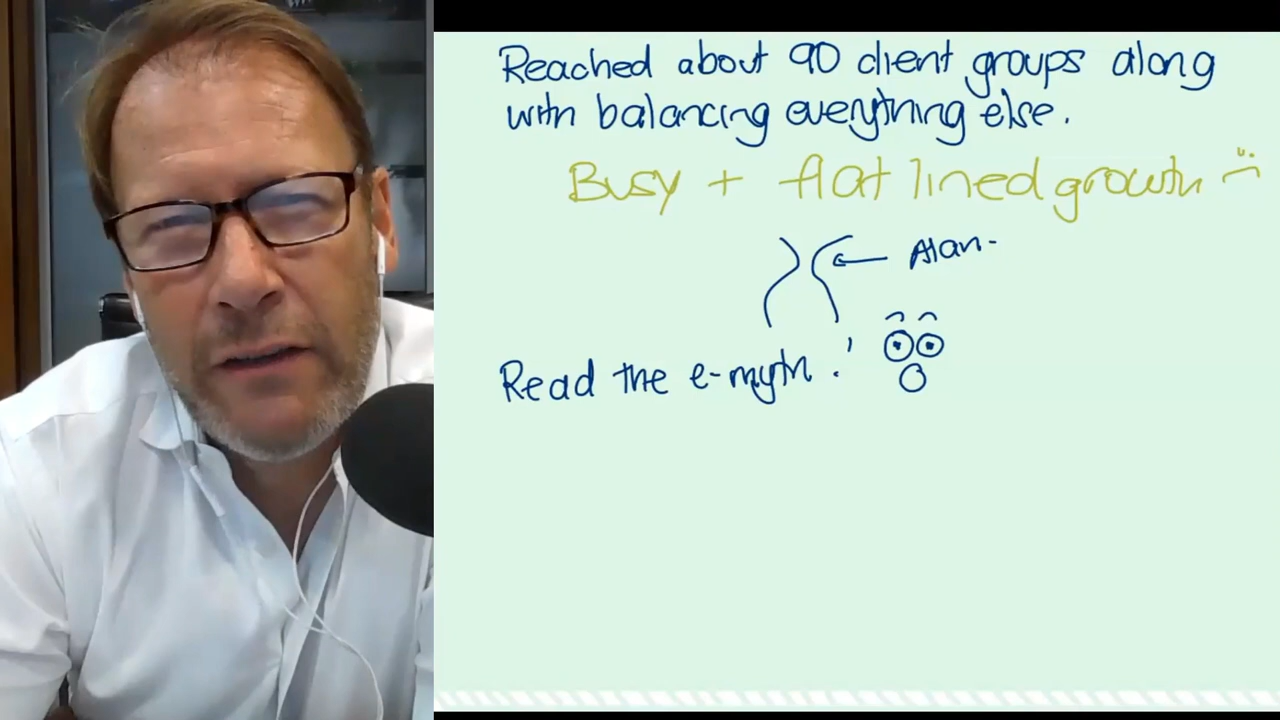 Reached about 90 client groups along
with balancing everything else.
Busy + flat lined growth
Alan-
Read the e-myth!